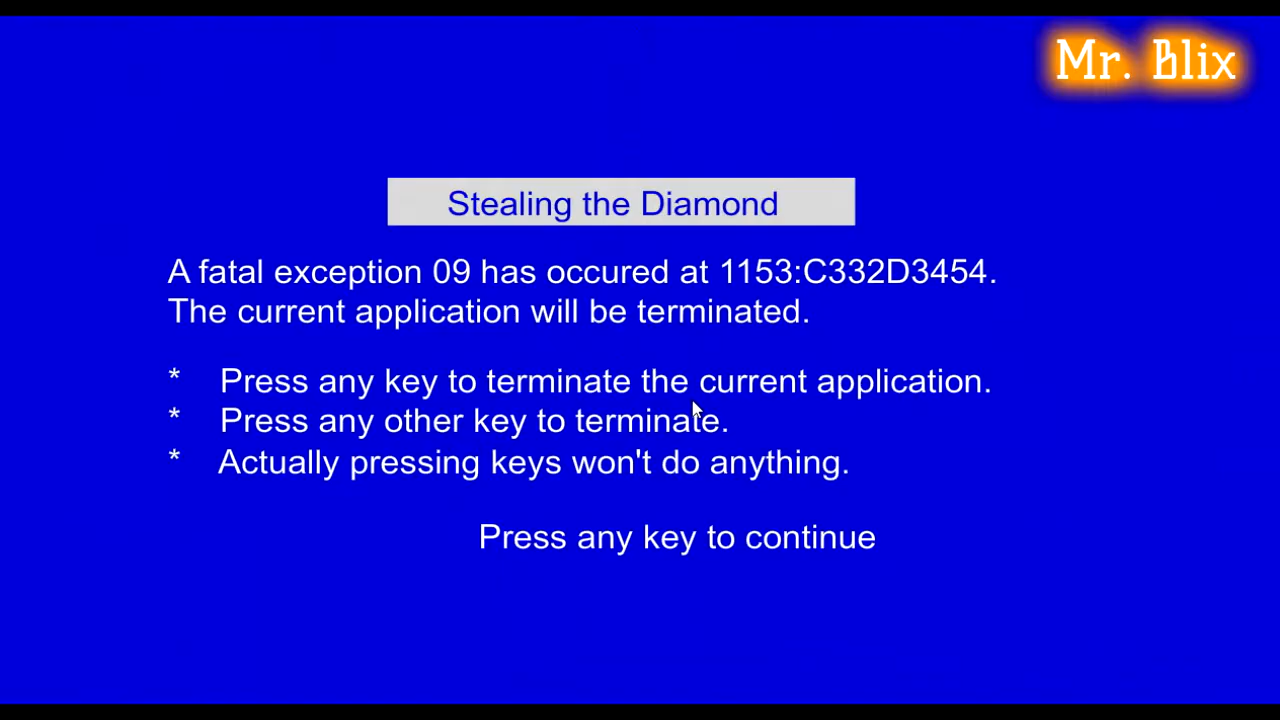 Mr. Blix
Stealing the Diamond
A fatal exception 09 has occured at 1153:C332D3454.
The current application will be terminated.
* Press any key to terminate the current application.
* Press any other key to terminate.
* Actually pressing keys won't do anything.
Press any key to continue